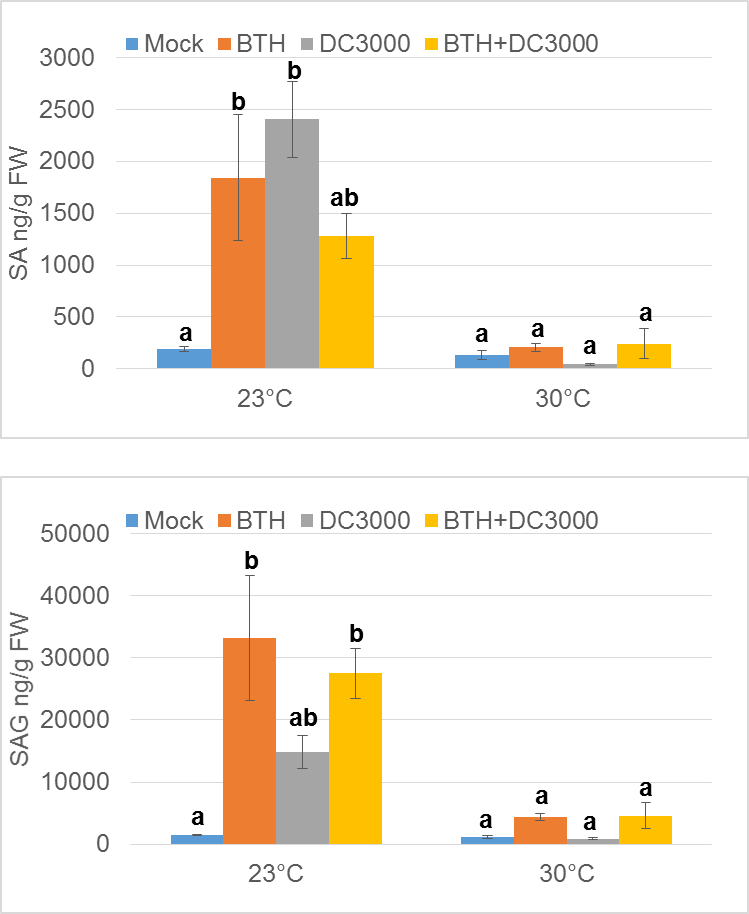 Mock BTH DC3000 BTH+DC3000
SA ng/g FW
3000
2500
2000
1500
1000
500
0
a b b ab a a a a
23°C 30°C
Mock BTH DC3000 BTH+DC3000
SAG ng/g FW
50000
40000
30000
20000
10000
0
a b ab b a a a a
23°C 30°C